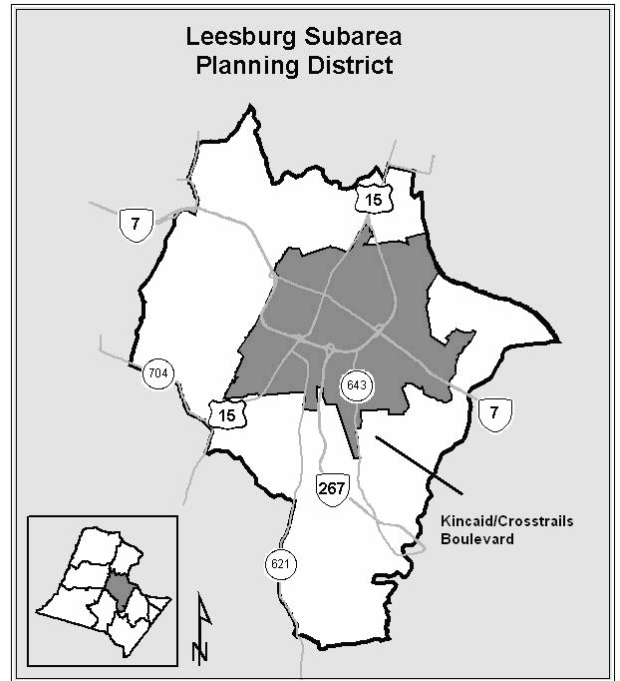 Leesburg Subarea
Planning District
15
7
704
643
15
7
267
Kincaid/Crosstrails
Boulevard
621
N